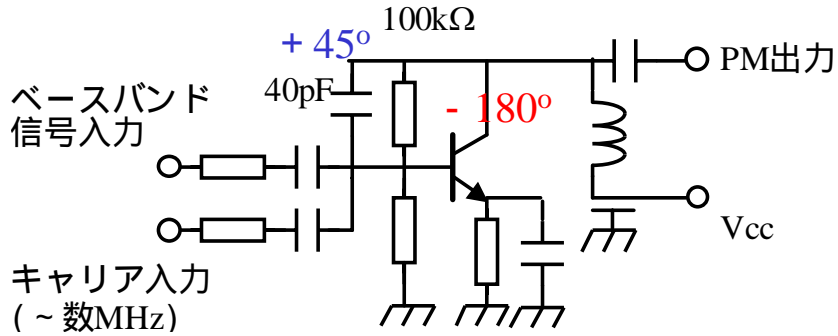 100kΩ
+ 45°
PM出力
40pF
- 180°
ベースバンド
信号入力
Vcc
キャリア入力
( ~ 数MHz)